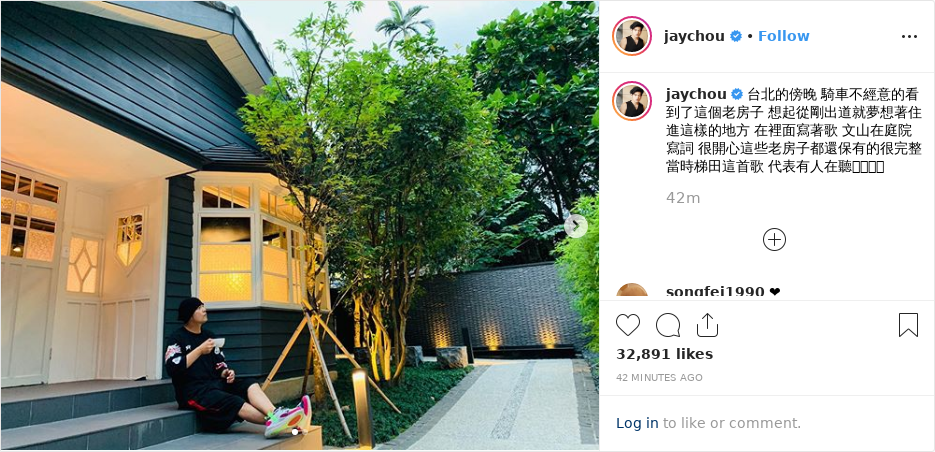 jaychou • Follow
jaychou 台北的傍晚 騎車不經意的看
到了這個老房子 想起從剛出道就夢想著住
進這樣的地方 在裡面寫著歌 文山在庭院
寫詞 很開心這些老房子都還保有的很完整
當時梯田這首歌 代表有人在聽
42m
songfei1990 ❤
32,891 likes
42 MINUTES AGO
Log in to like or comment.